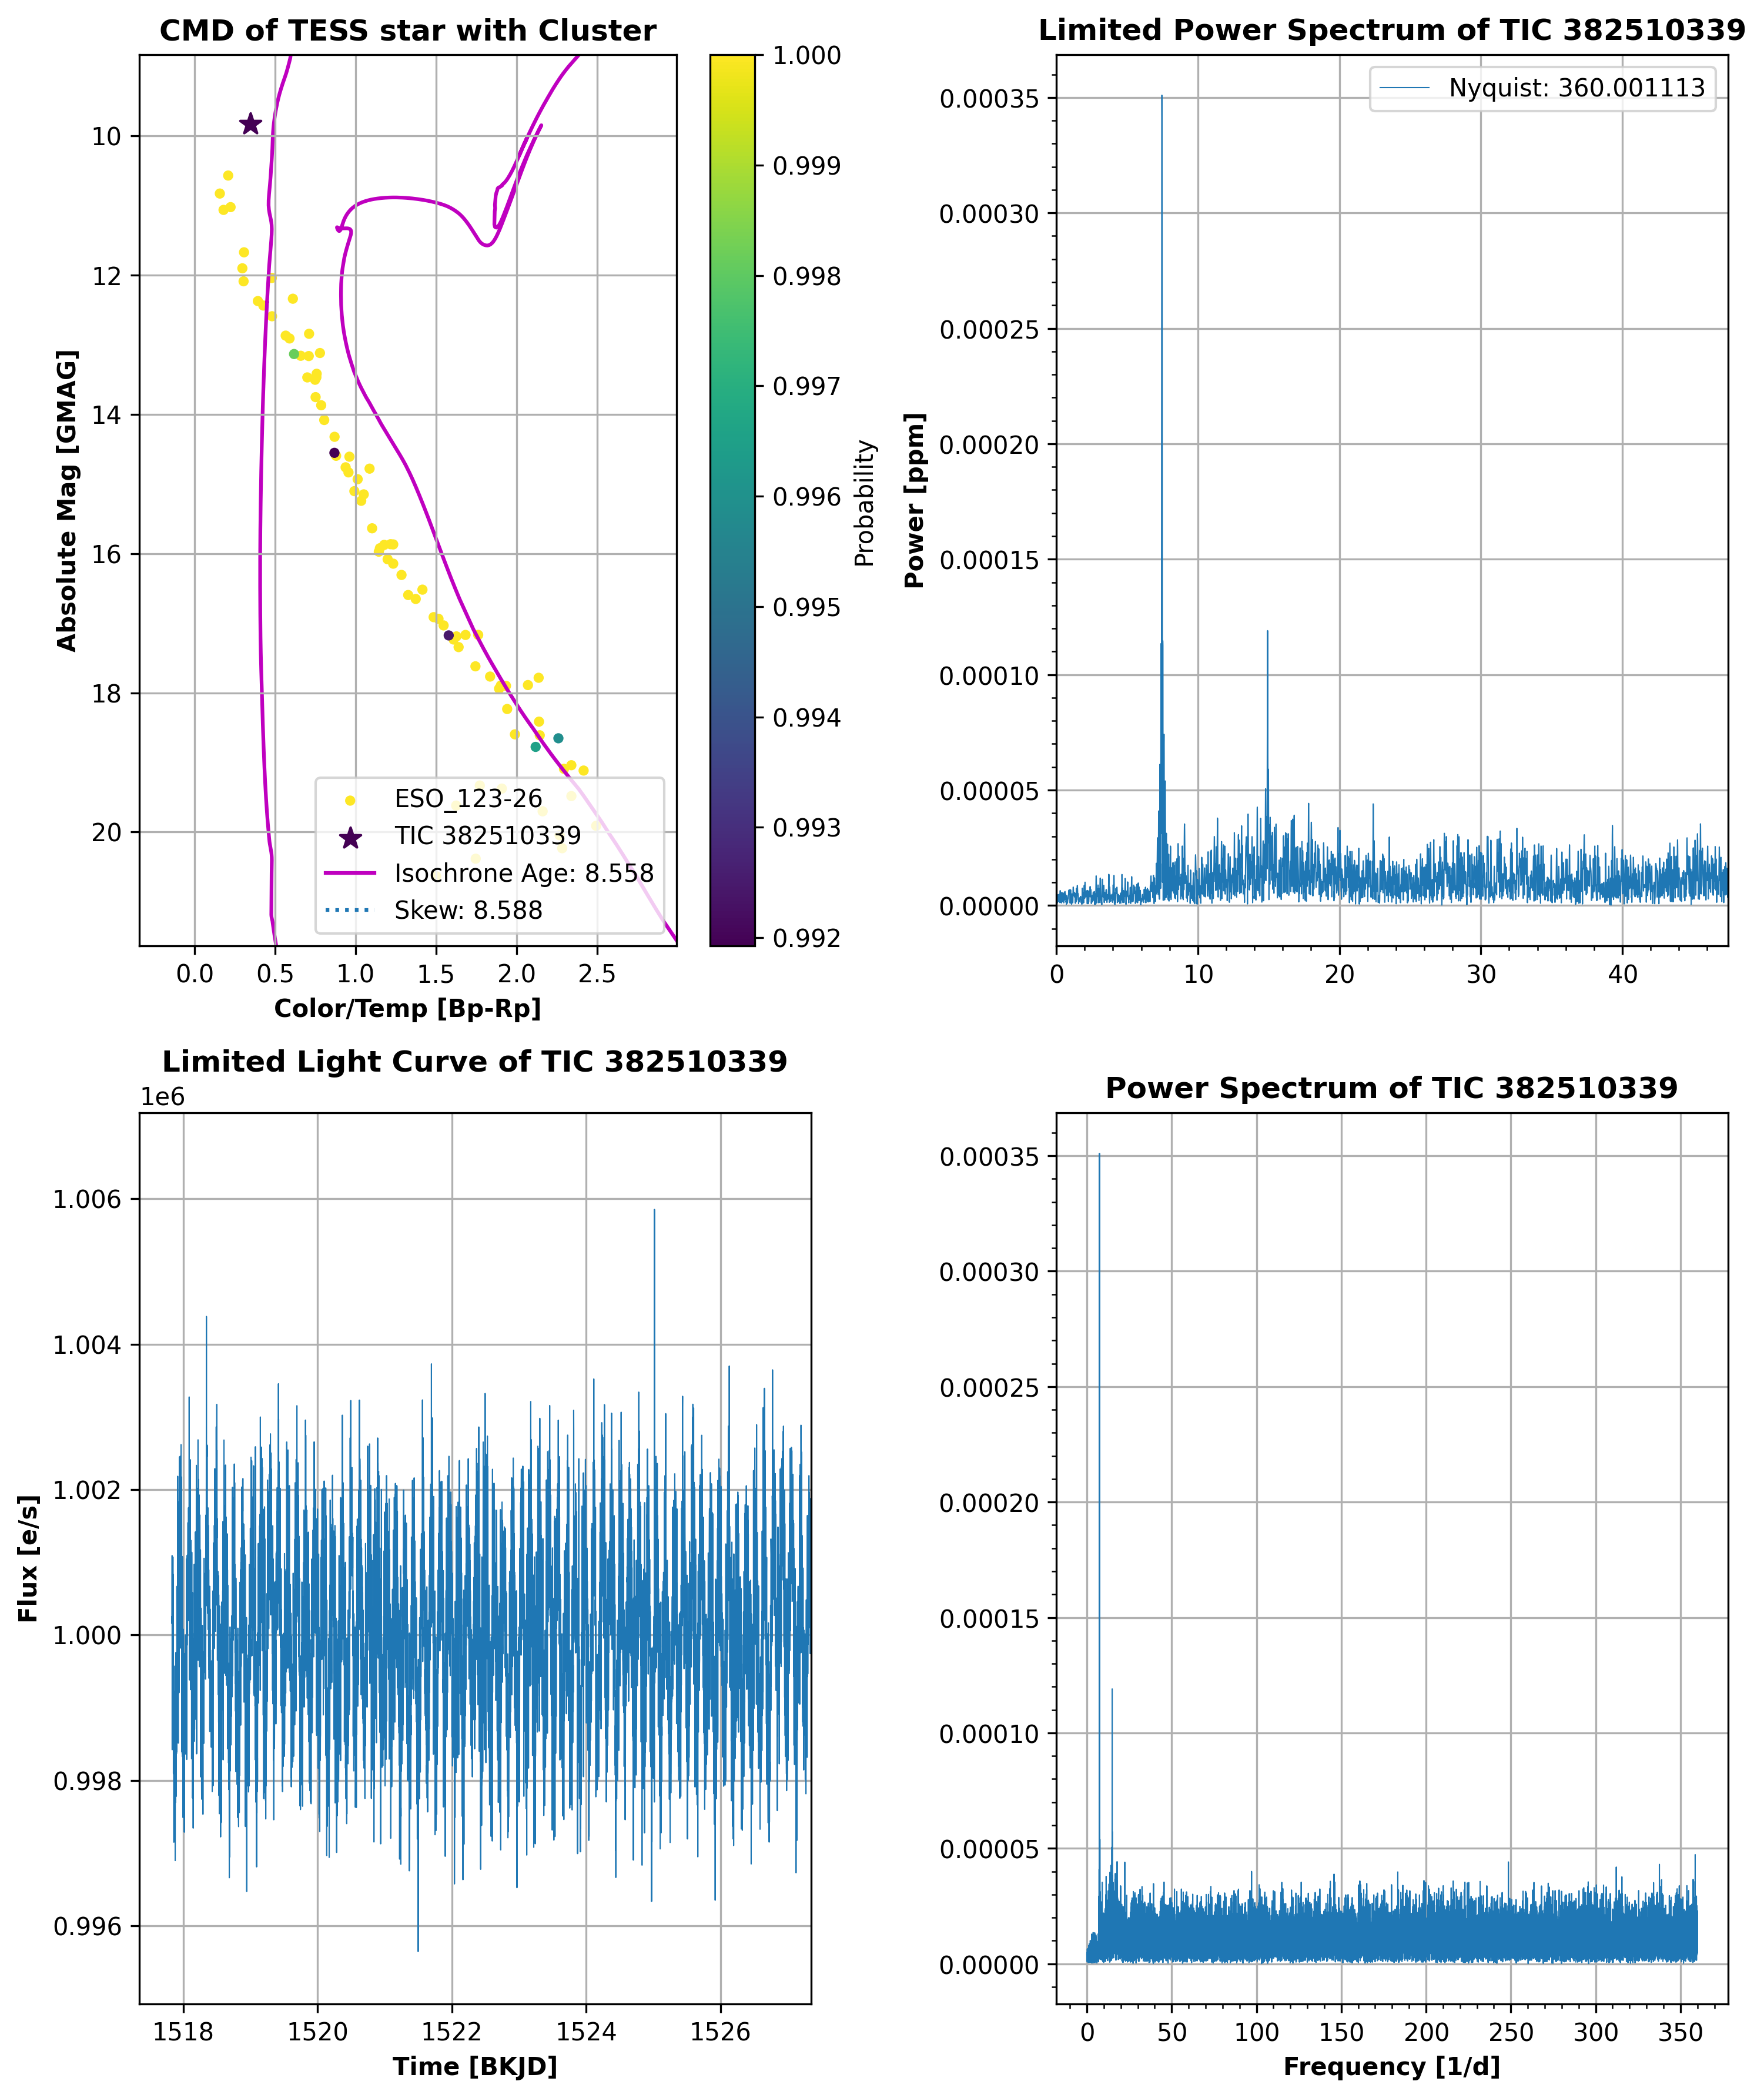 CMD of TESS star with Cluster
10
12
14
16
18
20
Absolute Mag [GMAG]
0.0 0.5 1.0 1.5 2.0 2.5
Color/Temp [Bp-Rp]
ESO_123-26
TIC 382510339
Isochrone Age: 8.558
Skew: 8.588
1.000
0.999
0.998
0.997
0.996
0.995
0.994
0.993
0.992
Probability
Limited Power Spectrum of TIC 382510339
Nyquist: 360.001113
0.00035
0.00030
0.00025
0.00020
0.00015
0.00010
0.00005
0.00000
Power [ppm]
0 10 20 30 40
Limited Light Curve of TIC 382510339
1e6
1.006
1.004
1.002
1.000
0.998
0.996
Flux [e/s]
1518 1520 1522 1524 1526
Time [BKJD]
Power Spectrum of TIC 382510339
0.00035
0.00030
0.00025
0.00020
0.00015
0.00010
0.00005
0.00000
0 50 100 150 200 250 300 350
Frequency [1/d]